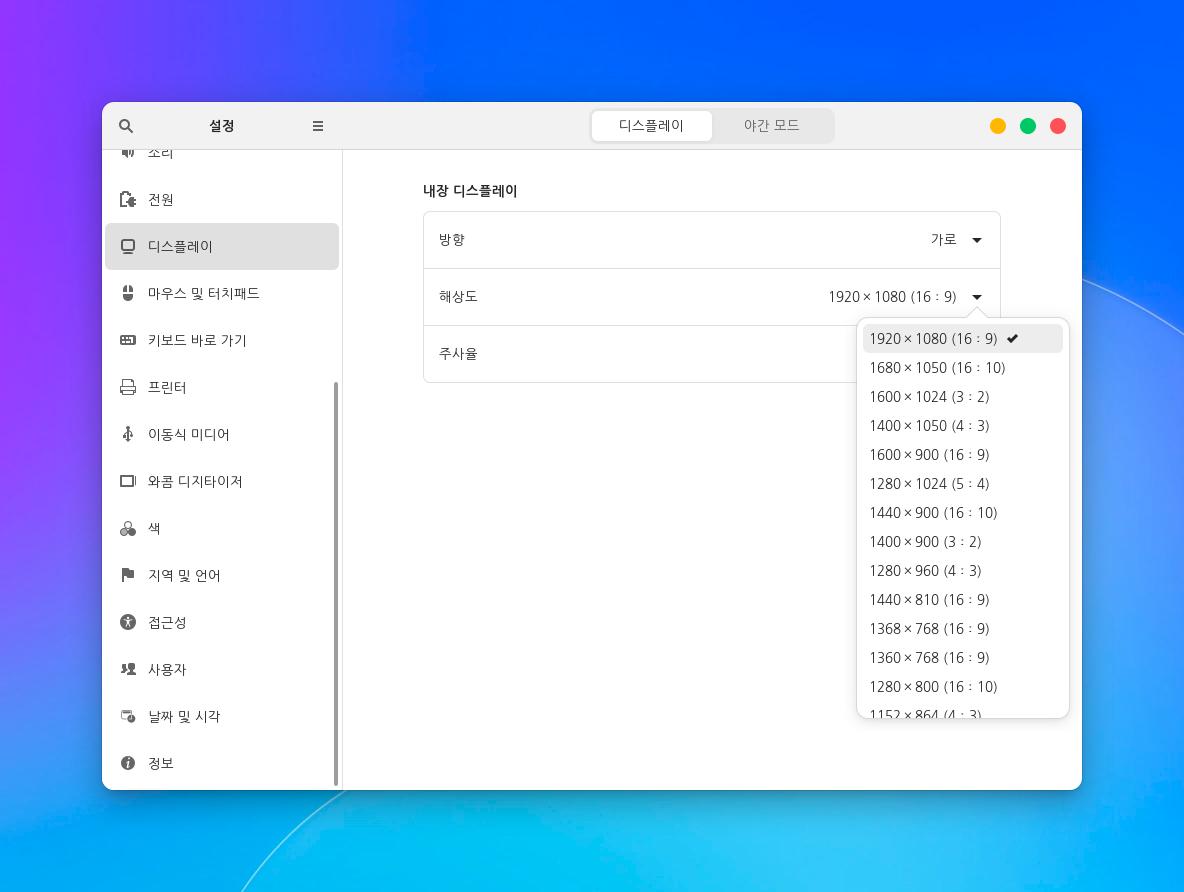 설정
디스플레이
야간 모드
소리
전원
디스플레이
마우스 및 터치패드
키보드 바로 가기
프린터
이동식 미디어
와콤 디지타이저
색
지역 및 언어
접근성
사용자
날짜 및 시각
정보
내장 디스플레이
방향 가로
해상도 1920 × 1080 (16 : 9)
주사율
1920 × 1080 (16 : 9)
1680 × 1050 (16 : 10)
1600 × 1024 (3 : 2)
1400 × 1050 (4 : 3)
1600 × 900 (16 : 9)
1280 × 1024 (5 : 4)
1440 × 900 (16 : 10)
1400 × 900 (3 : 2)
1280 × 960 (4 : 3)
1440 × 810 (16 : 9)
1368 × 768 (16 : 9)
1360 × 768 (16 : 9)
1280 × 800 (16 : 10)
1152 × 864 (4 : 3)